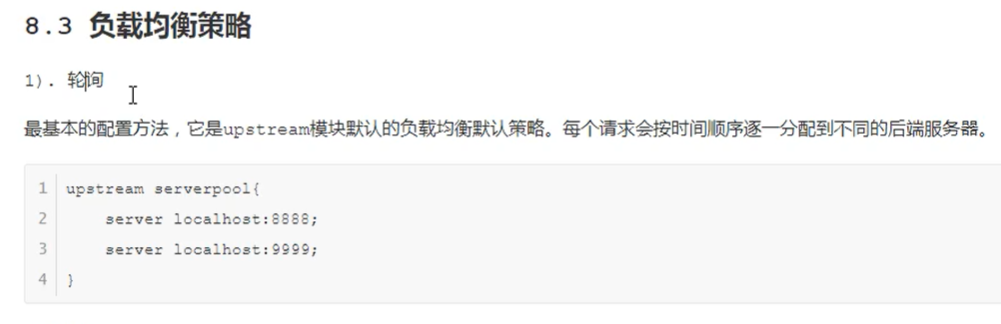 8.3 负载均衡策略
1). 轮间
最基本的配置方法，它是upstream模块默认的负载均衡默认策略。每个请求会按时间顺序逐一分配到不同的后端服务器。
1 upstream serverpool{
2 server localhost:8888;
3 server localhost:9999;
4 }